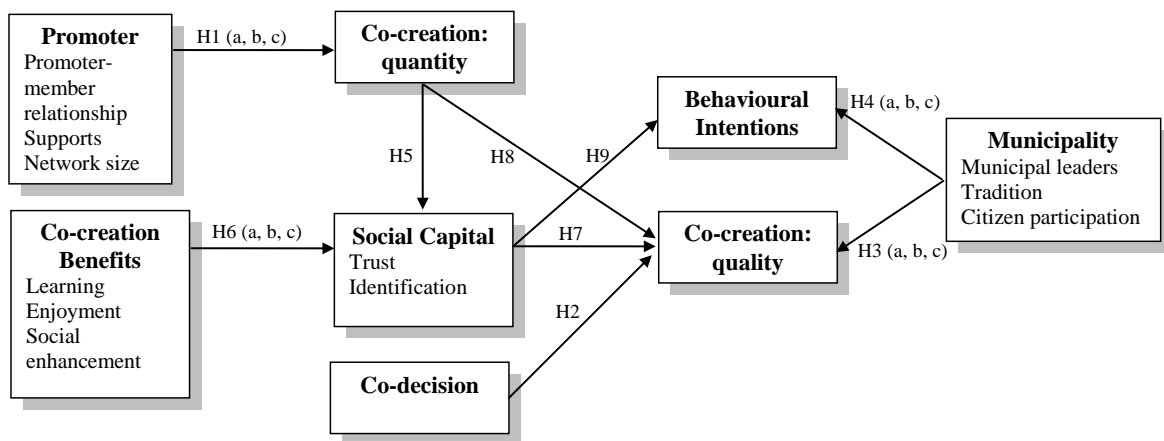 Promoter
Promoter-
member
relationship
Supports
Network size
H1 (a, b, c)
Co-creation:
quantity
Behavioural
Intentions
H4 (a, b, c)
Municipality
Municipal leaders
Tradition
Citizen participation
H5
H8
H9
Co-creation
Benefits
Learning
Enjoyment
Social
enhancement
H6 (a, b, c)
Social Capital
Trust
Identification
H7
Co-creation:
quality
H3 (a, b, c)
H2
Co-decision